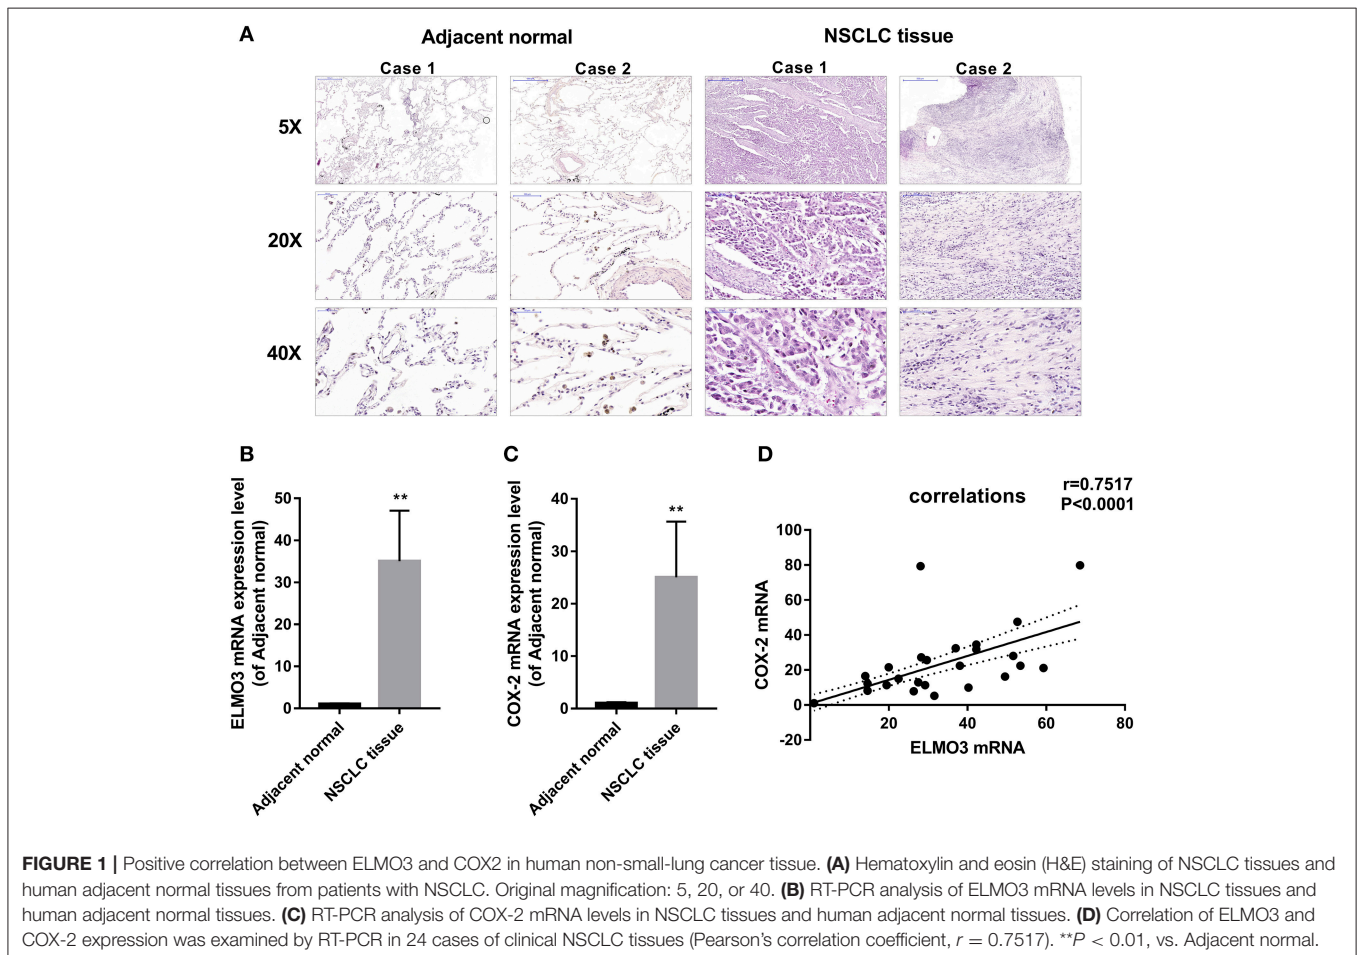 A
Adjacent normal
NSCLC tissue
Case 1
Case 2
Case 1
Case 2
5X
20X
40X
B
ELMO3 mRNA expression level
(of Adjacent normal)
50
40
30
20
10
0
**
Adjacent normal
NSCLC tissue
C
COX-2 mRNA expression level
(of Adjacent normal)
40
30
20
10
0
**
Adjacent normal
NSCLC tissue
D
correlations
r=0.7517
P<0.0001
COX-2 mRNA
100
80
60
40
20
0
-20
20
40
60
80
ELMO3 mRNA
FIGURE 1 | Positive correlation between ELMO3 and COX2 in human non-small-lung cancer tissue. (A) Hematoxylin and eosin (H&E) staining of NSCLC tissues and
human adjacent normal tissues from patients with NSCLC. Original magnification: 5, 20, or 40. (B) RT-PCR analysis of ELMO3 mRNA levels in NSCLC tissues and
human adjacent normal tissues. (C) RT-PCR analysis of COX-2 mRNA levels in NSCLC tissues and human adjacent normal tissues. (D) Correlation of ELMO3 and
COX-2 expression was examined by RT-PCR in 24 cases of clinical NSCLC tissues (Pearson's correlation coefficient, r = 0.7517). **P < 0.01, vs. Adjacent normal.